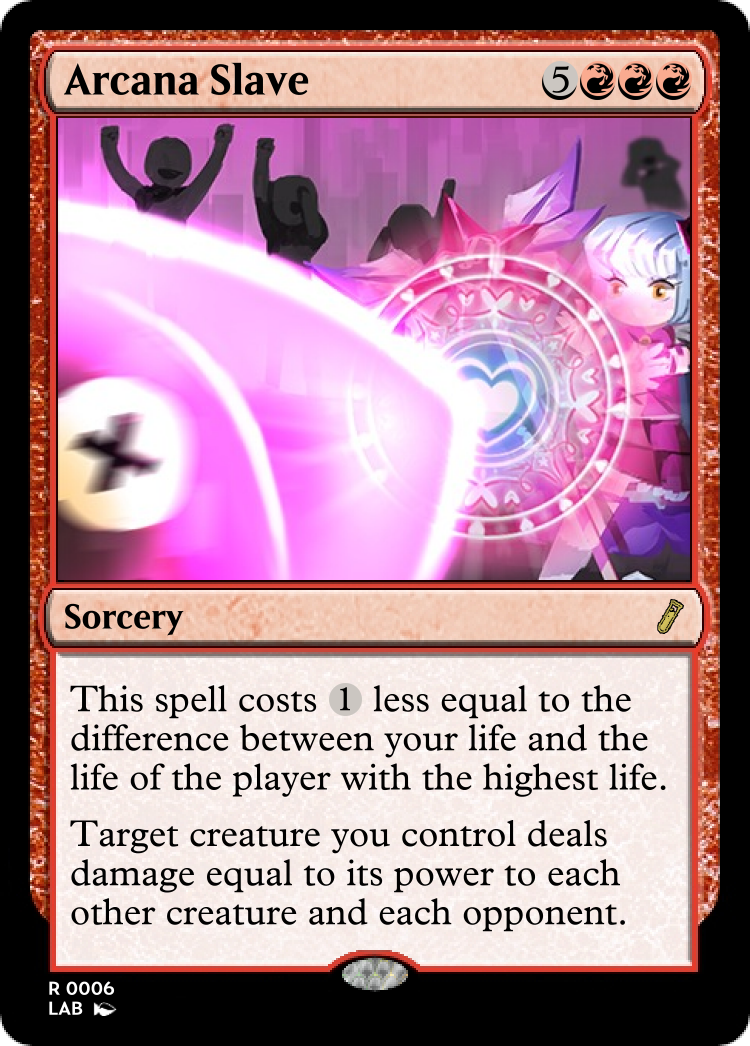 Arcana Slave 5
Sorcery
This spell costs 1 less equal to the
difference between your life and the
life of the player with the highest life.
Target creature you control deals
damage equal to its power to each
other creature and each opponent.
R 0006
LAB